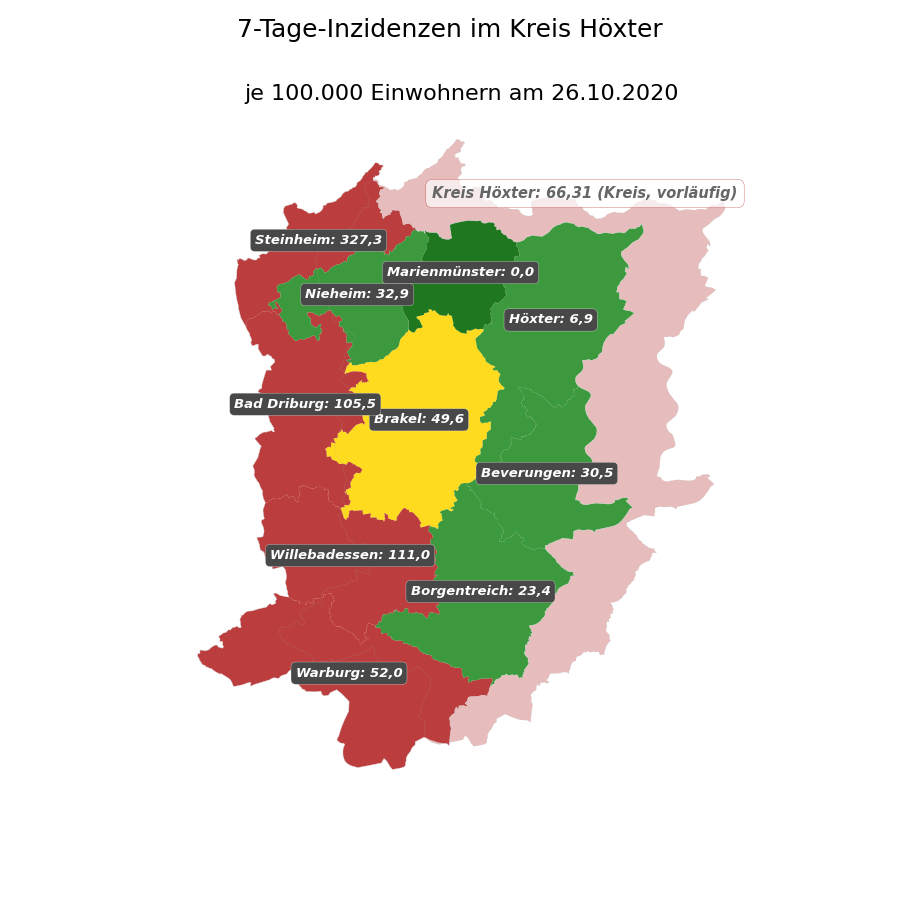 7-Tage-Inzidenzen im Kreis Höxter
je 100.000 Einwohnern am 26.10.2020
Kreis Höxter: 66,31 (Kreis, vorläufig)
Steinheim: 327,3
Marienmünster: 0,0
Nieheim: 32,9
Höxter: 6,9
Bad Driburg: 105,5
Brakel: 49,6
Beverungen: 30,5
Willebadessen: 111,0
Borgentreich: 23,4
Warburg: 52,0